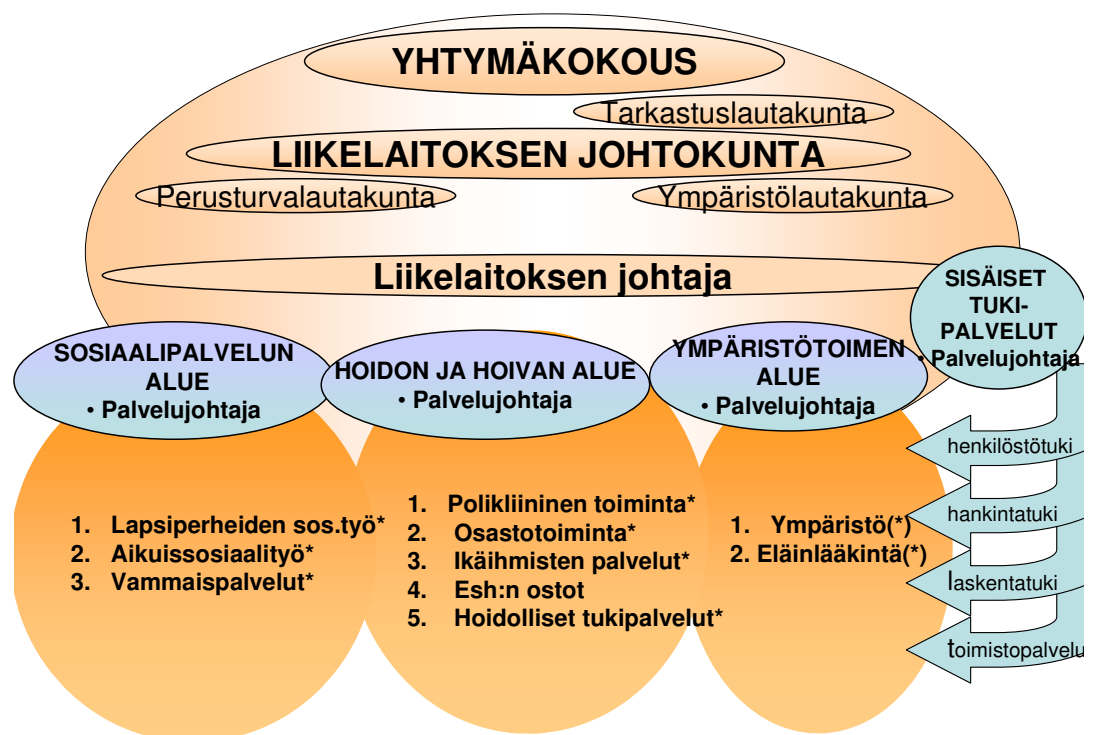 YHTYMÄKOKOUS
Tarkastuslautakunta
LIIKELAITOKSEN JOHTOKUNTA
Perusturvalautakunta
Ympäristölautakunta
Liikelaitoksen johtaja
SISÄISET
TUKI-
PALVELUT
• Palvelujohtaja
SOSIAALIPALVELUN
ALUE
• Palvelujohtaja
HOIDON JA HOIVAN ALUE
• Palvelujohtaja
YMPÄRISTÖTOIMEN
ALUE
• Palvelujohtaja
1. Lapsiperheiden sos.työ*
2. Aikuissosiaalityö*
3. Vammaispalvelut*
1. Polikliininen toiminta*
2. Osastotoiminta*
3. Ikäihmisten palvelut*
4. Esh:n ostot
5. Hoidolliset tukipalvelut*
1. Ympäristö(*)
2. Eläinlääkintä(*)
henkilöstötuki
hankintatuki
laskentatuki
toimistopalvelu